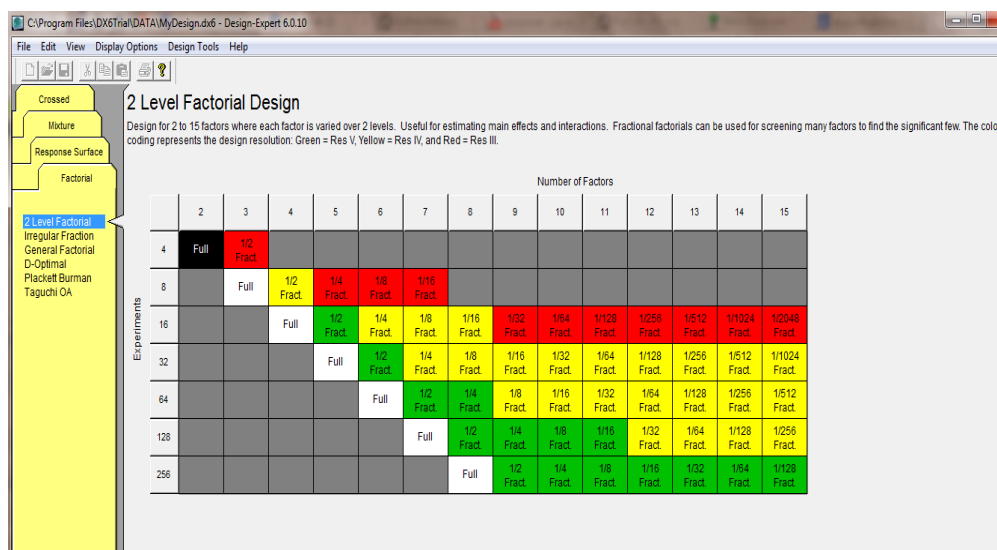 C:\Program Files\DX6Trial\DATA\MyDesign.dx6 - Design-Expert 6.0.10
File Edit View Display Options Design Tools Help
Crossed
Mixture
Response Surface
Factorial
2 Level Factorial
Irregular Fraction
General Factorial
D-Optimal
Plackett Burman
Taguchi OA
2 Level Factorial Design
Design for 2 to 15 factors where each factor is varied over 2 levels. Useful for estimating main effects and interactions. Fractional factorials can be used for screening many factors to find the significant few. The colo
coding represents the design resolution: Green = Res V, Yellow = Res IV, and Red = Res III.
Number of Factors
2 3 4 5 6 7 8 9 10 11 12 13 14 15
Experiments
4 Full 1/2 Fract.
8 Full 1/2 Fract. 1/4 Fract. 1/8 Fract. 1/16 Fract.
16 Full 1/2 Fract. 1/4 Fract. 1/8 Fract. 1/16 Fract. 1/32 Fract. 1/64 Fract. 1/128 Fract. 1/256 Fract. 1/512 Fract. 1/1024 Fract. 1/2048 Fract.
32 Full 1/2 Fract. 1/4 Fract. 1/8 Fract. 1/16 Fract. 1/32 Fract. 1/64 Fract. 1/128 Fract. 1/256 Fract. 1/512 Fract. 1/1024 Fract.
64 Full 1/2 Fract. 1/4 Fract. 1/8 Fract. 1/16 Fract. 1/32 Fract. 1/64 Fract. 1/128 Fract. 1/256 Fract. 1/512 Fract.
128 Full 1/2 Fract. 1/4 Fract. 1/8 Fract. 1/16 Fract. 1/32 Fract. 1/64 Fract. 1/128 Fract. 1/256 Fract.
256 Full 1/2 Fract. 1/4 Fract. 1/8 Fract. 1/16 Fract. 1/32 Fract. 1/64 Fract. 1/128 Fract.